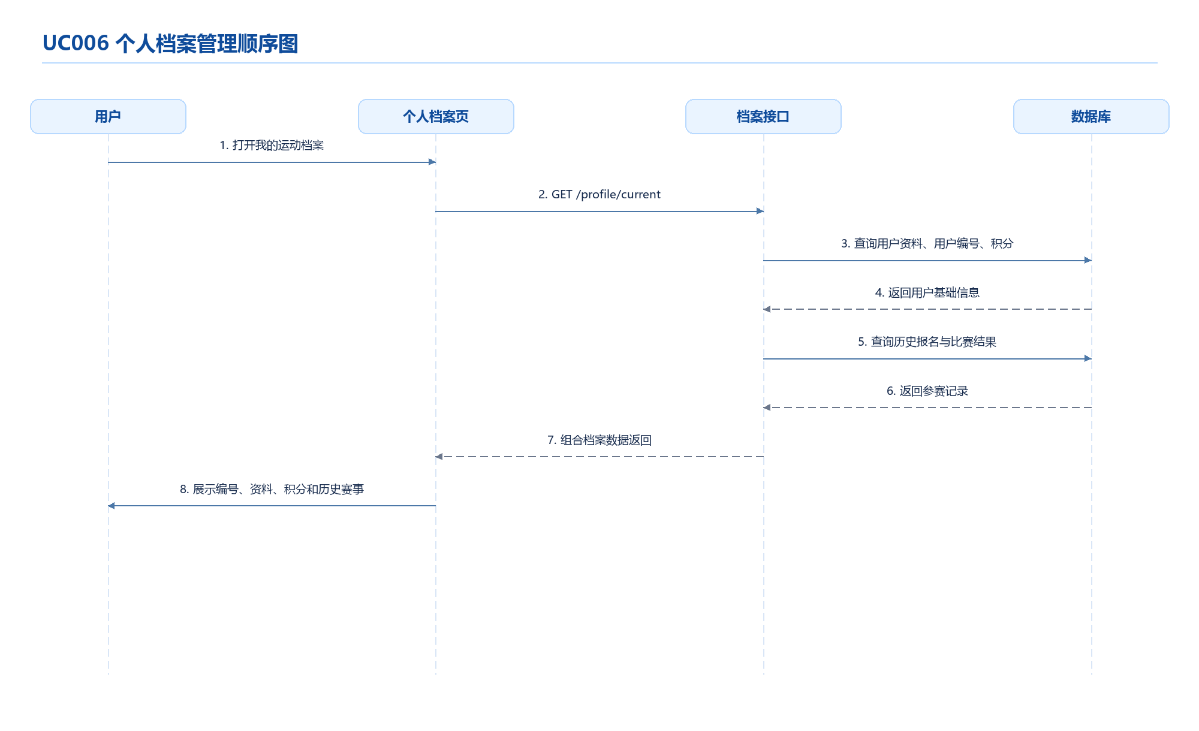 UC006 个人档案管理顺序图
用户
个人档案页
档案接口
数据库
1. 打开我的运动档案
2. GET /profile/current
3. 查询用户资料、用户编号、积分
4. 返回用户基础信息
5. 查询历史报名与比赛结果
6. 返回参赛记录
7. 组合档案数据返回
8. 展示编号、资料、积分和历史赛事